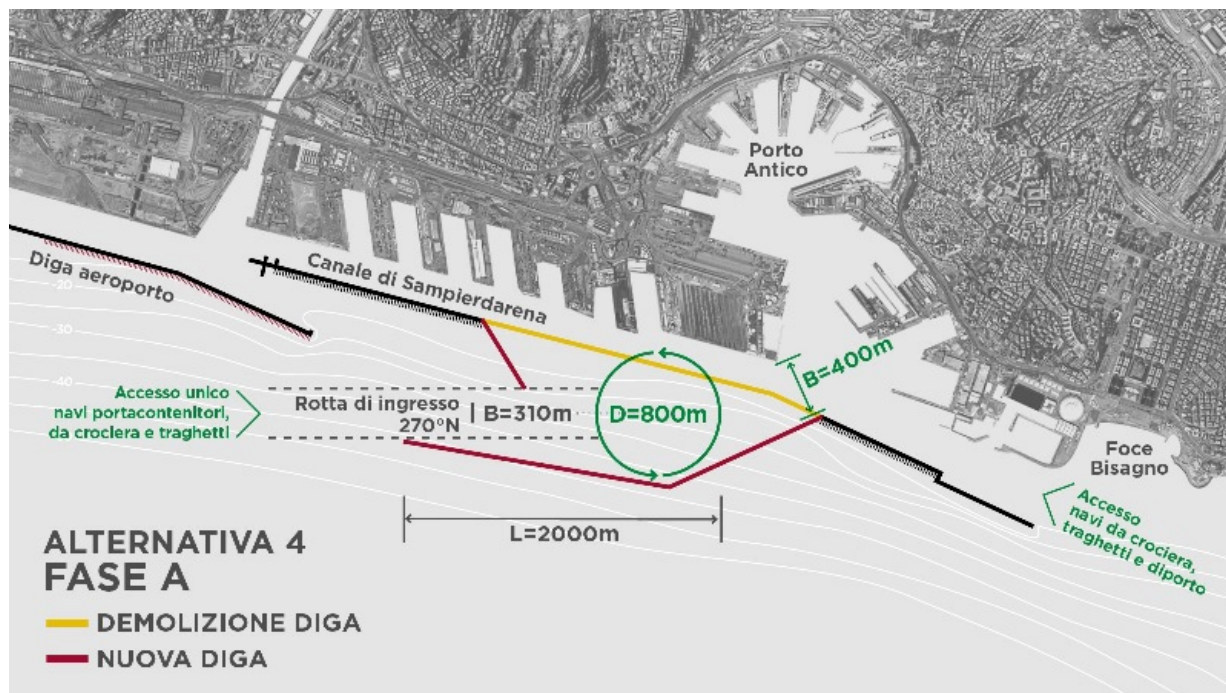 Porto
Antico
Canale di Sampierdarena
Diga aeroporto
-20
-30
-40
B=400m
Accesso unico
navi portacontenitori,
da crociera e traghetti
Rotta di ingresso
270°N
B=310m
D=800m
Foce
Bisagno
Accesso
navi da crociera,
traghetti e diporto
L=2000m
ALTERNATIVA 4
FASE A
DEMOLIZIONE DIGA
NUOVA DIGA